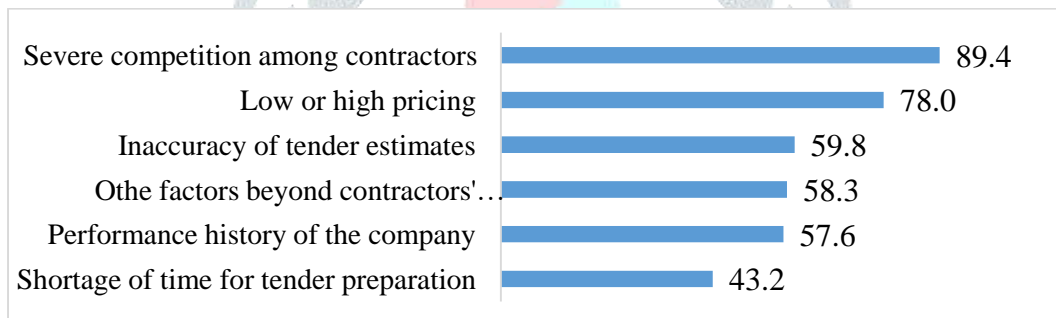 Severe competition among contractors 89.4
Low or high pricing 78.0
Inaccuracy of tender estimates 59.8
Othe factors beyond contractors'… 58.3
Performance history of the company 57.6
Shortage of time for tender preparation 43.2